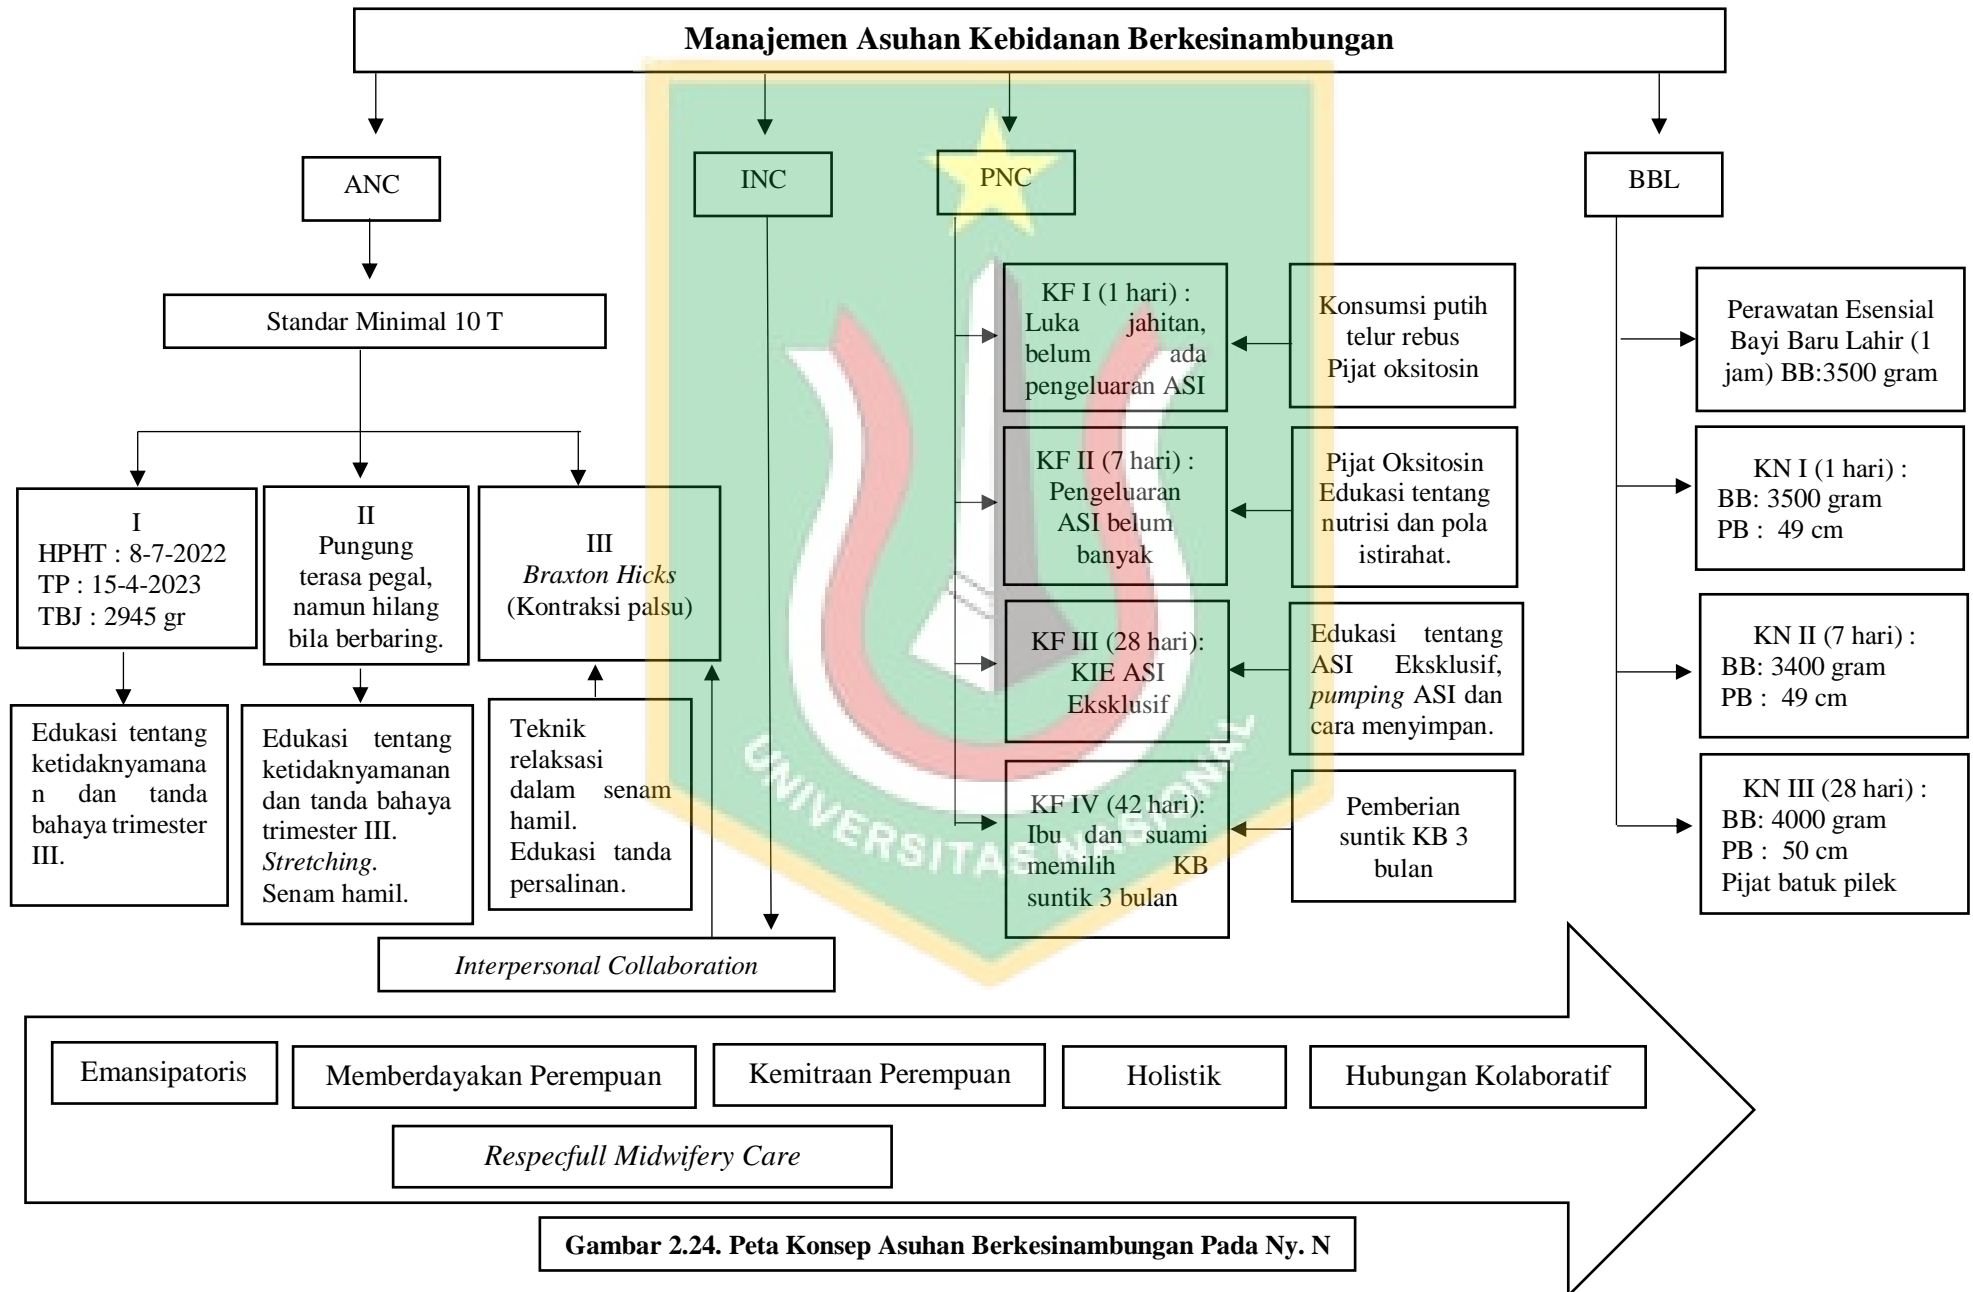 Manajemen Asuhan Kebidanan Berkesinambungan
ANC
INC
PNC
BBL
Standar Minimal 10 T
I
HPHT : 8-7-2022
TP : 15-4-2023
TBJ : 2945 gr
II
Pungung
terasa pegal,
namun hilang
bila berbaring.
III
Braxton Hicks
(Kontraksi palsu)
Edukasi tentang
ketidaknyamana
n dan tanda
bahaya trimester
III.
Edukasi tentang
ketidaknyamanan
dan tanda bahaya
trimester III.
Stretching.
Senam hamil.
Teknik
relaksasi
dalam senam
hamil.
Edukasi tanda
persalinan.
Interpersonal Collaboration
KF I (1 hari) :
Luka jahitan,
belum ada
pengeluaran ASI
Konsumsi putih
telur rebus
Pijat oksitosin
KF II (7 hari) :
Pengeluaran
ASI belum
banyak
Pijat Oksitosin
Edukasi tentang
nutrisi dan pola
istirahat.
KF III (28 hari):
KIE ASI
Eksklusif
Edukasi tentang
ASI Eksklusif,
pumping ASI dan
cara menyimpan.
KF IV (42 hari):
Ibu dan suami
memilih KB
suntik 3 bulan
Pemberian
suntik KB 3
bulan
Perawatan Esensial
Bayi Baru Lahir (1
jam) BB:3500 gram
KN I (1 hari) :
BB: 3500 gram
PB : 49 cm
KN II (7 hari) :
BB: 3400 gram
PB : 49 cm
KN III (28 hari) :
BB: 4000 gram
PB : 50 cm
Pijat batuk pilek
UNIVERSITAS NASIONAL
Emansipatoris
Memberdayakan Perempuan
Kemitraan Perempuan
Holistik
Hubungan Kolaboratif
Respecfull Midwifery Care
Gambar 2.24. Peta Konsep Asuhan Berkesinambungan Pada Ny. N